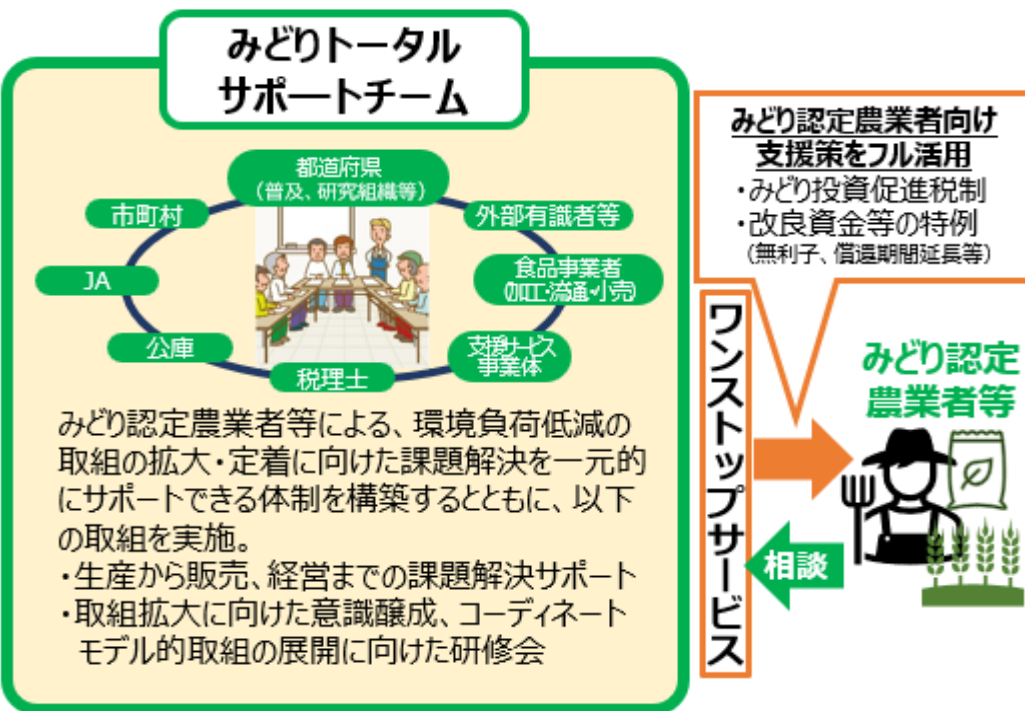 みどりトータル
サポートチーム
都道府県
(普及、研究組織等)
市町村
外部有識者等
JA
食品事業者
(加工・流通・小売)
公庫
支援サービス
事業体
税理士
みどり認定農業者等による、環境負荷低減の
取組の拡大・定着に向けた課題解決を一元的
にサポートできる体制を構築するとともに、以下
の取組を実施。
・生産から販売、経営までの課題解決サポート
・取組拡大に向けた意識醸成、コーディネート
モデル的取組の展開に向けた研修会
みどり認定農業者向け
支援策をフル活用
・みどり投資促進税制
・改良資金等の特例
(無利子、償還期間延長等)
ワンストップサービス
みどり認定
農業者等
相談